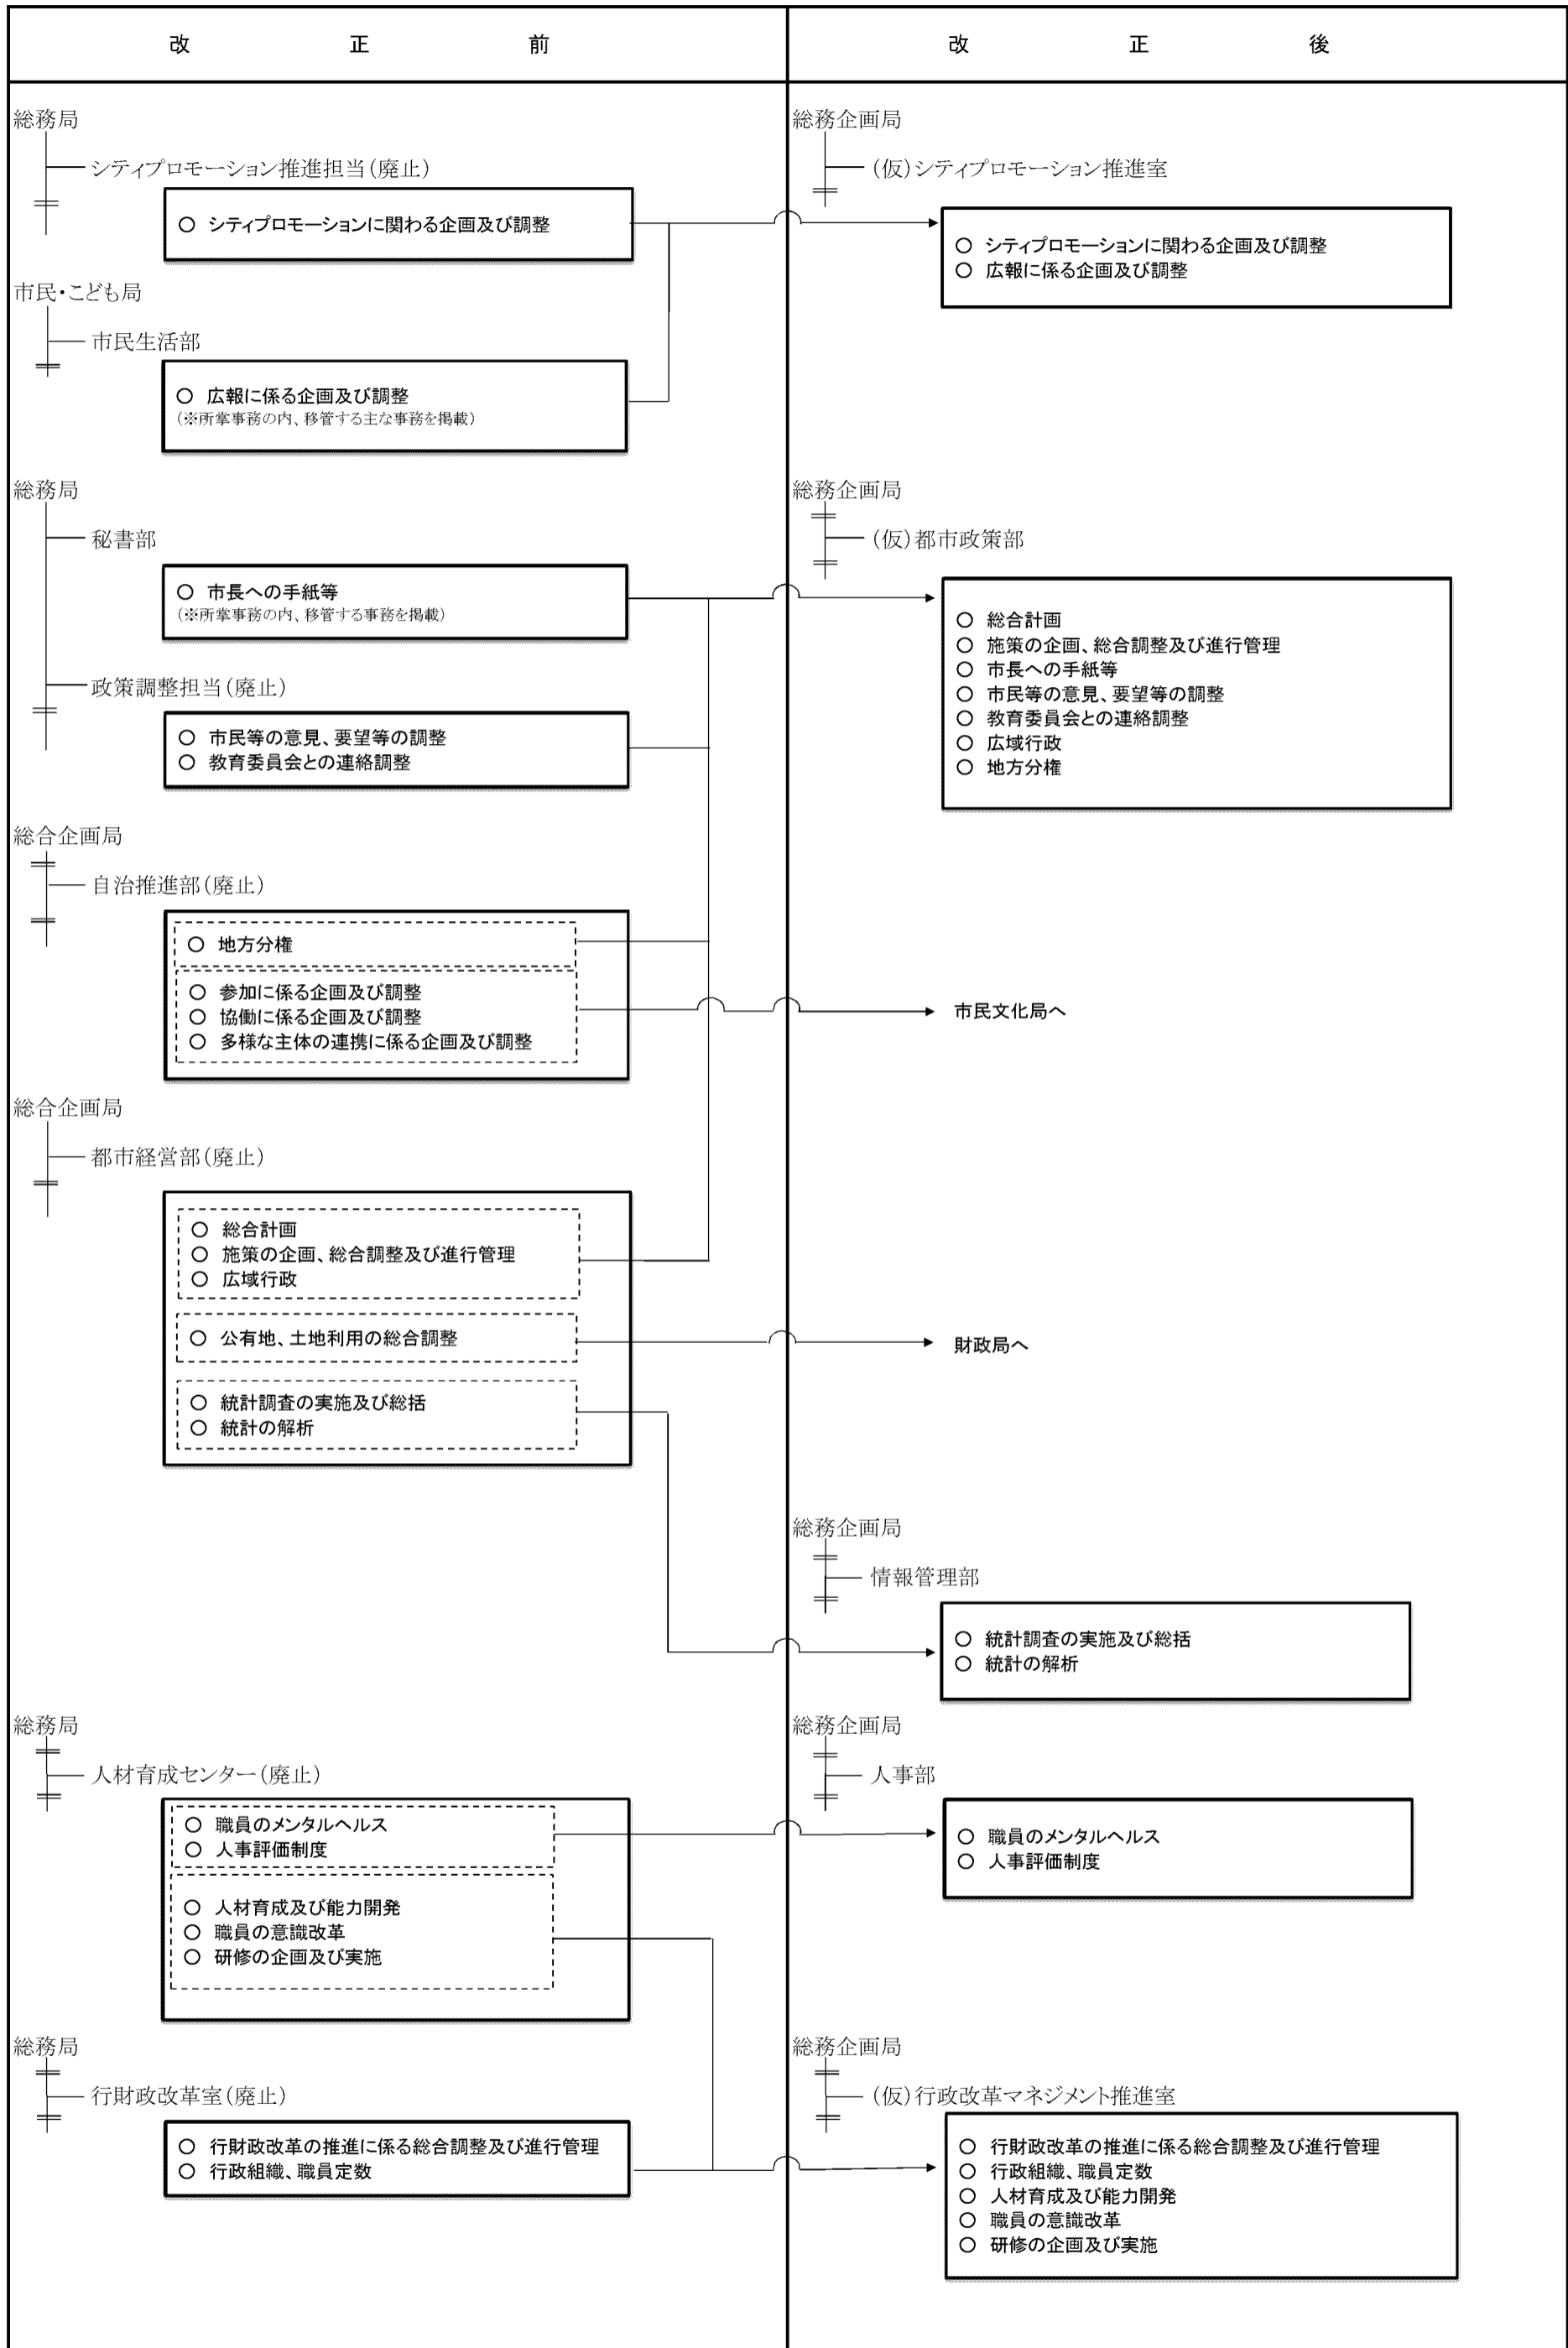 改正前
改正後
総務局
シティプロモーション推進担当(廃止)
○ シティプロモーションに関わる企画及び調整
市民・こども局
市民生活部
○ 広報に係る企画及び調整
(※所掌事務の内、移管する主な事務を掲載)
総務企画局
(仮)シティプロモーション推進室
○ シティプロモーションに関わる企画及び調整
○ 広報に係る企画及び調整
総務局
秘書部
○ 市長への手紙等
(※所掌事務の内、移管する事務を掲載)
政策調整担当(廃止)
○ 市民等の意見、要望等の調整
○ 教育委員会との連絡調整
総合企画局
自治推進部(廃止)
○ 地方分権
○ 参加に係る企画及び調整
○ 協働に係る企画及び調整
○ 多様な主体の連携に係る企画及び調整
総合企画局
都市経営部(廃止)
○ 総合計画
○ 施策の企画、総合調整及び進行管理
○ 広域行政
○ 公有地、土地利用の総合調整
○ 統計調査の実施及び総括
○ 統計の解析
総務企画局
(仮)都市政策部
○ 総合計画
○ 施策の企画、総合調整及び進行管理
○ 市長への手紙等
○ 市民等の意見、要望等の調整
○ 教育委員会との連絡調整
○ 広域行政
○ 地方分権
市民文化局へ
財政局へ
総務企画局
情報管理部
○ 統計調査の実施及び総括
○ 統計の解析
総務局
人材育成センター(廃止)
○ 職員のメンタルヘルス
○ 人事評価制度
○ 人材育成及び能力開発
○ 職員の意識改革
○ 研修の企画及び実施
総務企画局
人事部
○ 職員のメンタルヘルス
○ 人事評価制度
総務局
行財政改革室(廃止)
○ 行財政改革の推進に係る総合調整及び進行管理
○ 行政組織、職員定数
総務企画局
(仮)行政改革マネジメント推進室
○ 行財政改革の推進に係る総合調整及び進行管理
○ 行政組織、職員定数
○ 人材育成及び能力開発
○ 職員の意識改革
○ 研修の企画及び実施